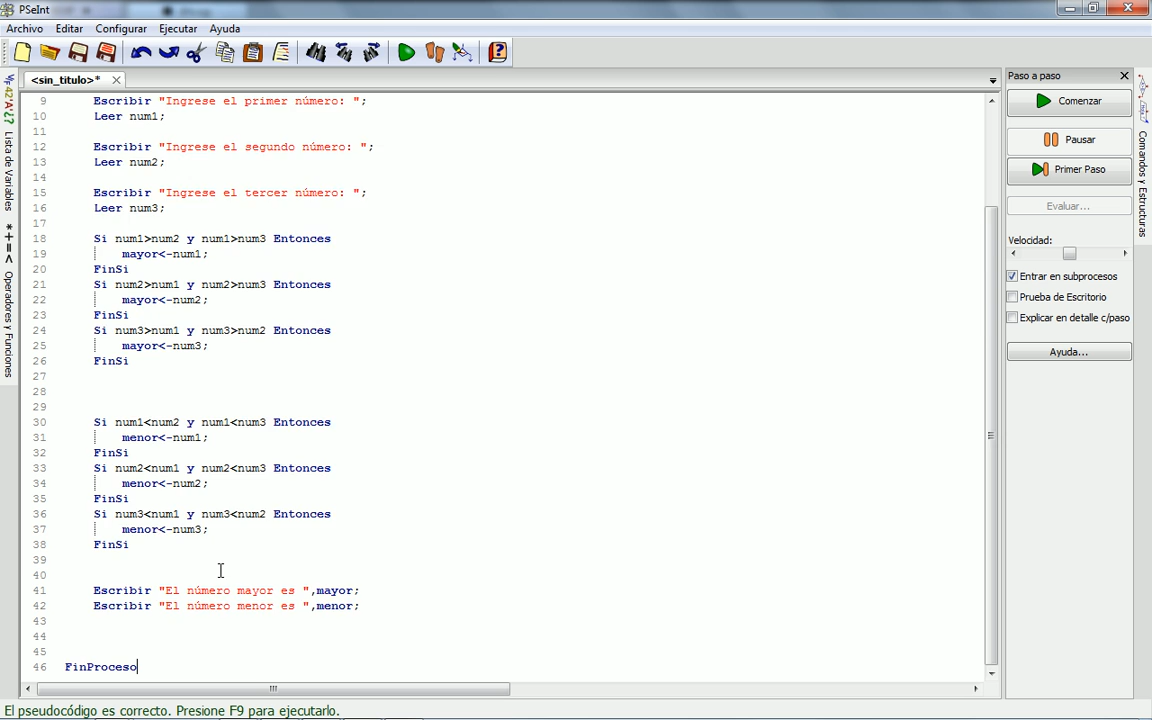 PSeInt
Archivo Editar Configurar Ejecutar Ayuda
<sin_titulo>*
9 Escribir "Ingrese el primer número: ";
10 Leer num1;
11
12 Escribir "Ingrese el segundo número: ";
13 Leer num2;
14
15 Escribir "Ingrese el tercer número: ";
16 Leer num3;
17
18 Si num1>num2 y num1>num3 Entonces
19 mayor<-num1;
20 FinSi
21 Si num2>num1 y num2>num3 Entonces
22 mayor<-num2;
23 FinSi
24 Si num3>num1 y num3>num2 Entonces
25 mayor<-num3;
26 FinSi
27
28
29
30 Si num1<num2 y num1<num3 Entonces
31 menor<-num1;
32 FinSi
33 Si num2<num1 y num2<num3 Entonces
34 menor<-num2;
35 FinSi
36 Si num3<num1 y num3<num2 Entonces
37 menor<-num3;
38 FinSi
39
40
41 Escribir "El número mayor es ",mayor;
42 Escribir "El número menor es ",menor;
43
44
45
46 FinProceso
Lista de Variables
*+=< Operadores y Funciones
Paso a paso
Comenzar
Pausar
Primer Paso
Evaluar...
Velocidad:
Entrar en subprocesos
Prueba de Escritorio
Explicar en detalle c/paso
Ayuda...
Comandos y Estructuras
El pseudocódigo es correcto. Presione F9 para ejecutarlo.